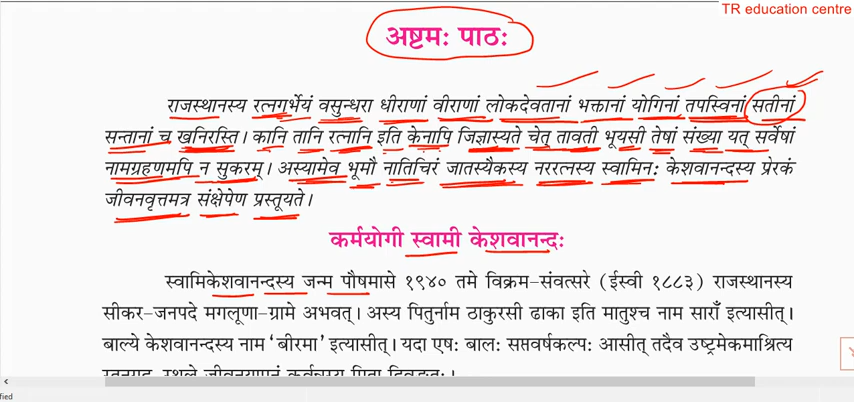 TR education centre
अष्टमः पाठः
राजस्थानस्य रत्नगर्भेयं वसुन्धरा धीराणां वीराणां लोकदेवतानां भक्तानां योगिनां तपस्विनां सतीनां
सन्तानां च खनिरस्ति। कानि तानि रत्नानि इति केनापि जिज्ञास्यते चेत् तावती भूयसी तेषां संख्या यत् सर्वेषां
नामग्रहणमपि न सुकरम्। अस्यामेव भूमौ नातिचिरं जातस्यैकस्य नररत्नस्य स्वामिनः केशवानन्दस्य प्रेरकं
जीवनवृत्तमत्र संक्षेपेण प्रस्तूयते।
कर्मयोगी स्वामी केशवानन्दः
स्वामिकेशवानन्दस्य जन्म पौषमासे १९४० तमे विक्रम-संवत्सरे (ईस्वी १८८३) राजस्थानस्य
सीकर-जनपदे मगलूणा-ग्रामे अभवत्। अस्य पितुर्नाम ठाकुरसी ढाका इति मातुश्च नाम साराँ इत्यासीत्।
बाल्ये केशवानन्दस्य नाम ‘बीरमा’ इत्यासीत्। यदा एषः बालः सप्तवर्षकल्पः आसीत् तदैव उष्ट्रमेकमाश्रित्य
fied